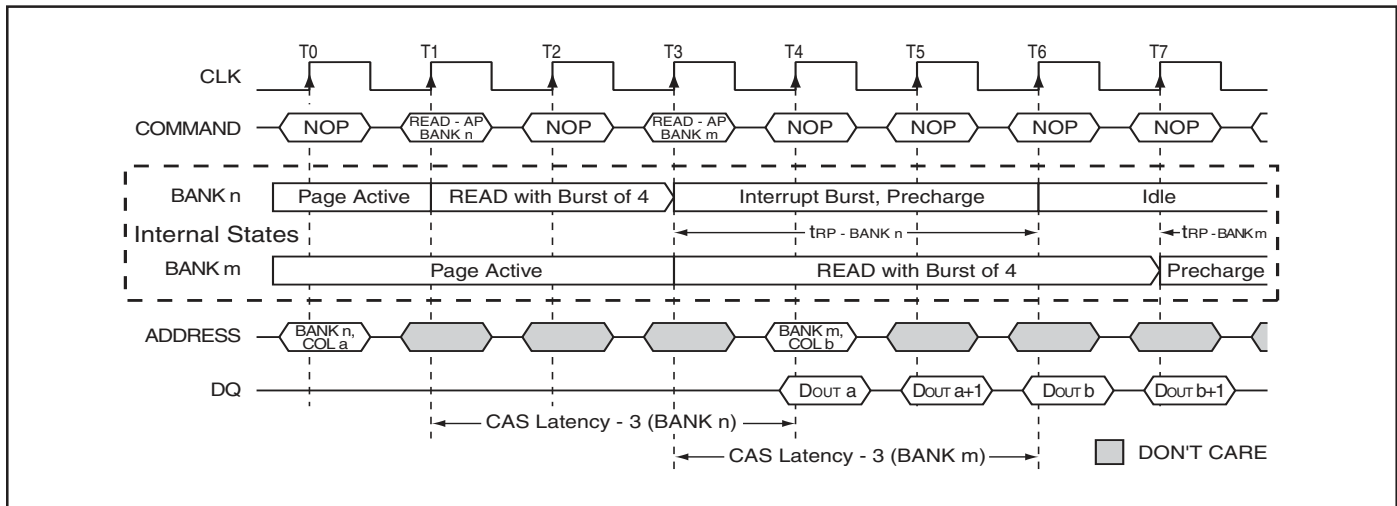 T0 T1 T2 T3 T4 T5 T6 T7
CLK
COMMAND NOP READ - AP BANK n NOP READ - AP BANK m NOP NOP NOP NOP
BANK n Page Active READ with Burst of 4 Interrupt Burst, Precharge Idle
Internal States tRP - BANK n tRP - BANK m
BANK m Page Active READ with Burst of 4 Precharge
ADDRESS BANK n, COL a BANK m, COL b
DQ DOUT a DOUT a+1 DOUT b DOUT b+1
CAS Latency - 3 (BANK n)
CAS Latency - 3 (BANK m) DON'T CARE